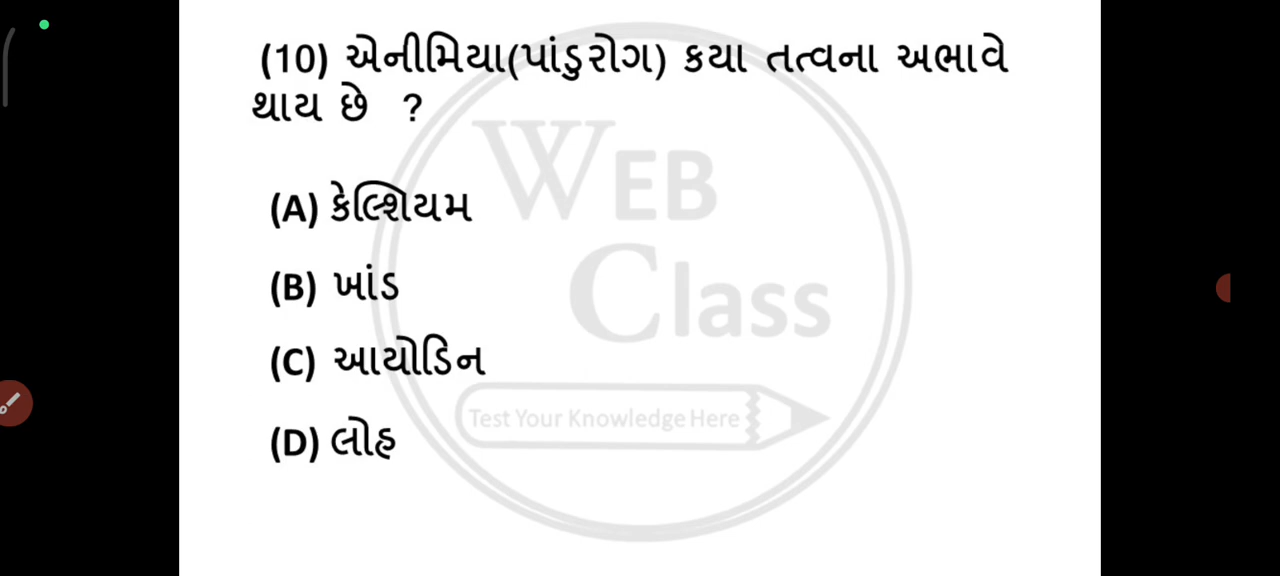 (10) એનીમિયા(પાંડુરોગ) કયા તત્વના અભાવે
થાય છે ?
WEB
Class
(A) કેલ્શિયમ
(B) ખાંડ
(C) આયોડિન
Test Your Knowledge Here
(D) લોહ